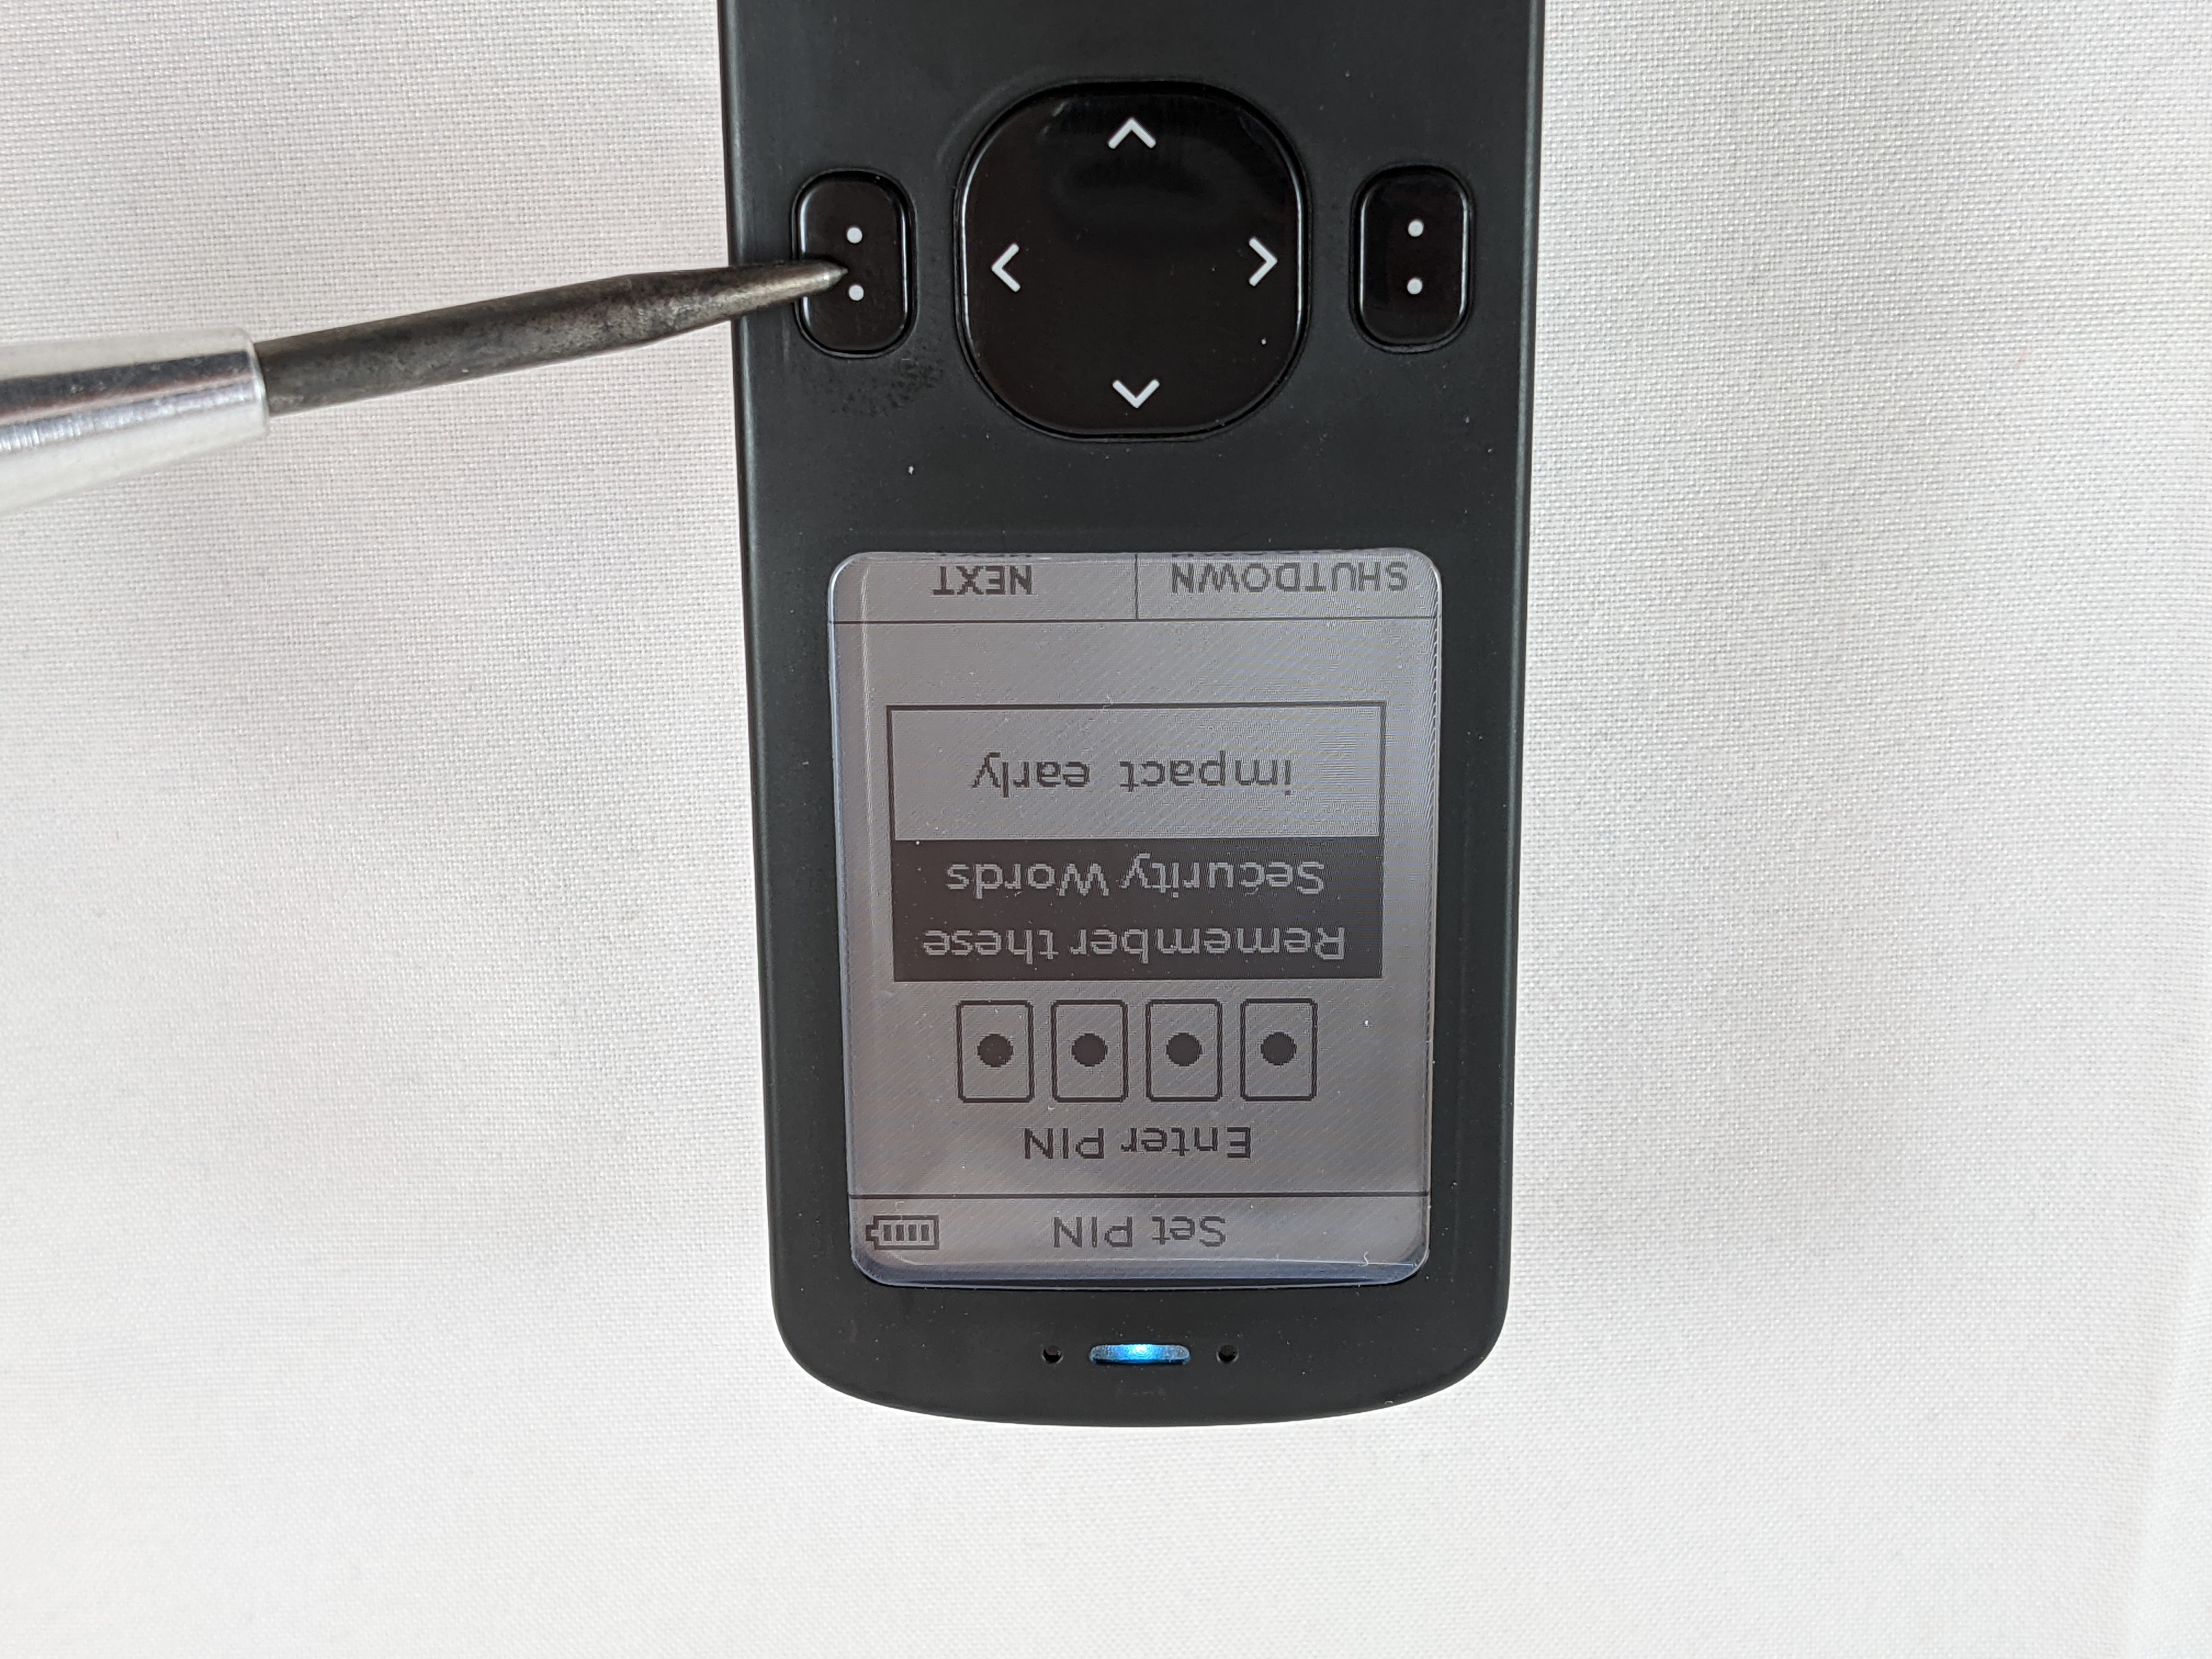 Set PIN
Enter PIN
Remember these
Security Words
impact early
SHUTDOWN NEXT